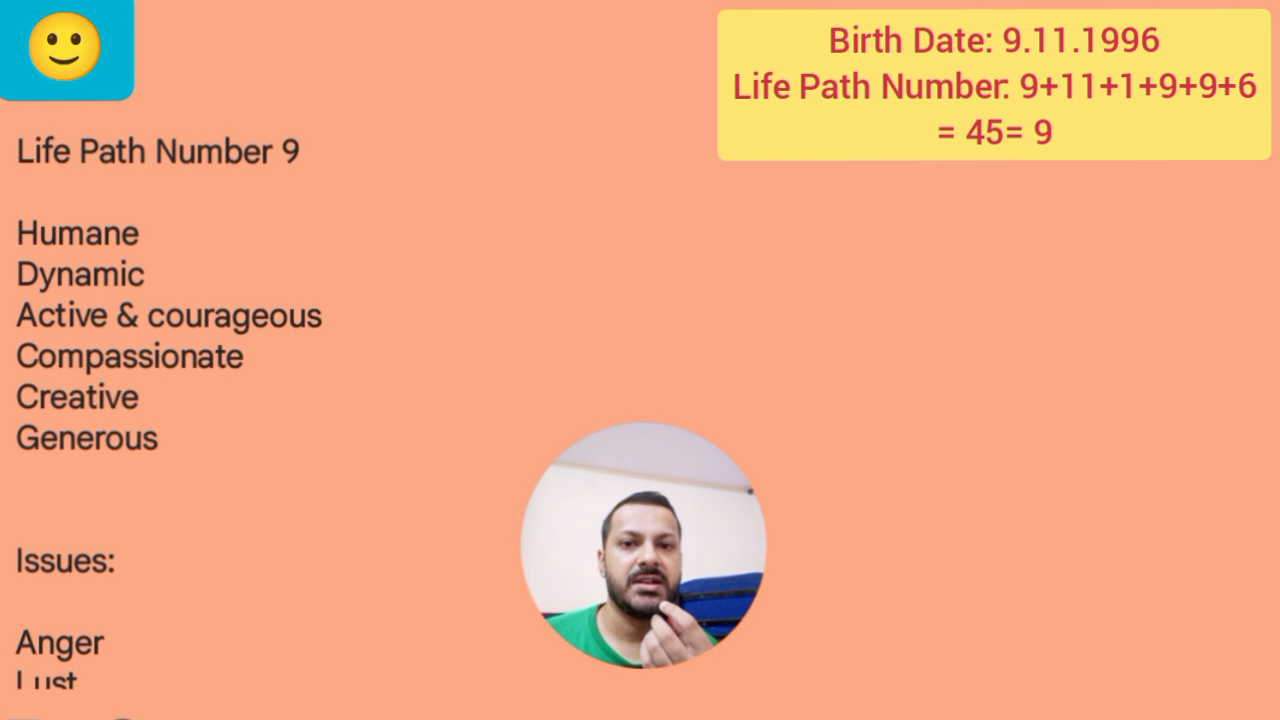 Birth Date: 9.11.1996
Life Path Number: 9+11+1+9+9+6
= 45= 9
Life Path Number 9
Humane
Dynamic
Active & courageous
Compassionate
Creative
Generous
Issues:
Anger
Lust